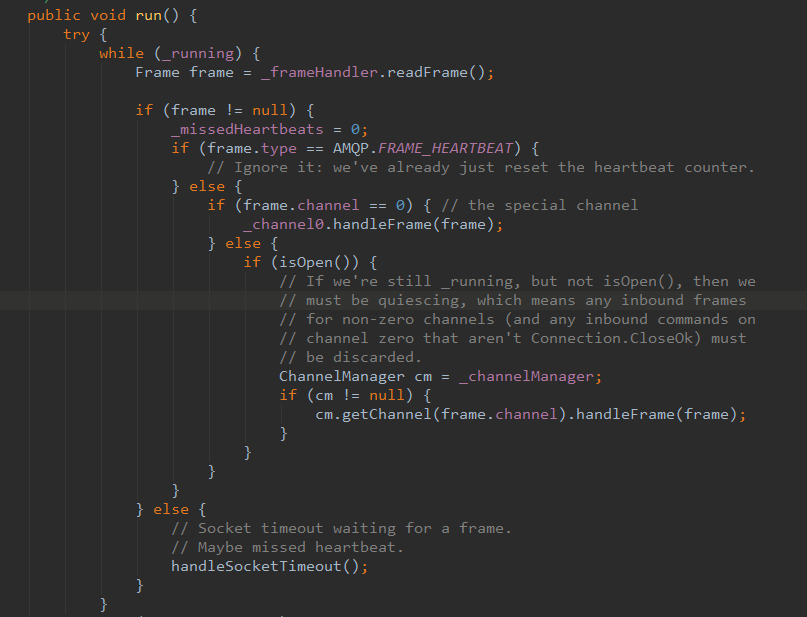 public void run() {
try {
while (_running) {
Frame frame = _frameHandler.readFrame();
if (frame != null) {
_missedHeartbeats = 0;
if (frame.type == AMQP.FRAME_HEARTBEAT) {
// Ignore it: we've already just reset the heartbeat counter.
} else {
if (frame.channel == 0) { // the special channel
_channel0.handleFrame(frame);
} else {
if (isOpen()) {
// If we're still _running, but not isOpen(), then we
// must be quiescing, which means any inbound frames
// for non-zero channels (and any inbound commands on
// channel zero that aren't Connection.CloseOk) must
// be discarded.
ChannelManager cm = _channelManager;
if (cm != null) {
cm.getChannel(frame.channel).handleFrame(frame);
}
}
}
}
} else {
// Socket timeout waiting for a frame.
// Maybe missed heartbeat.
handleSocketTimeout();
}
}